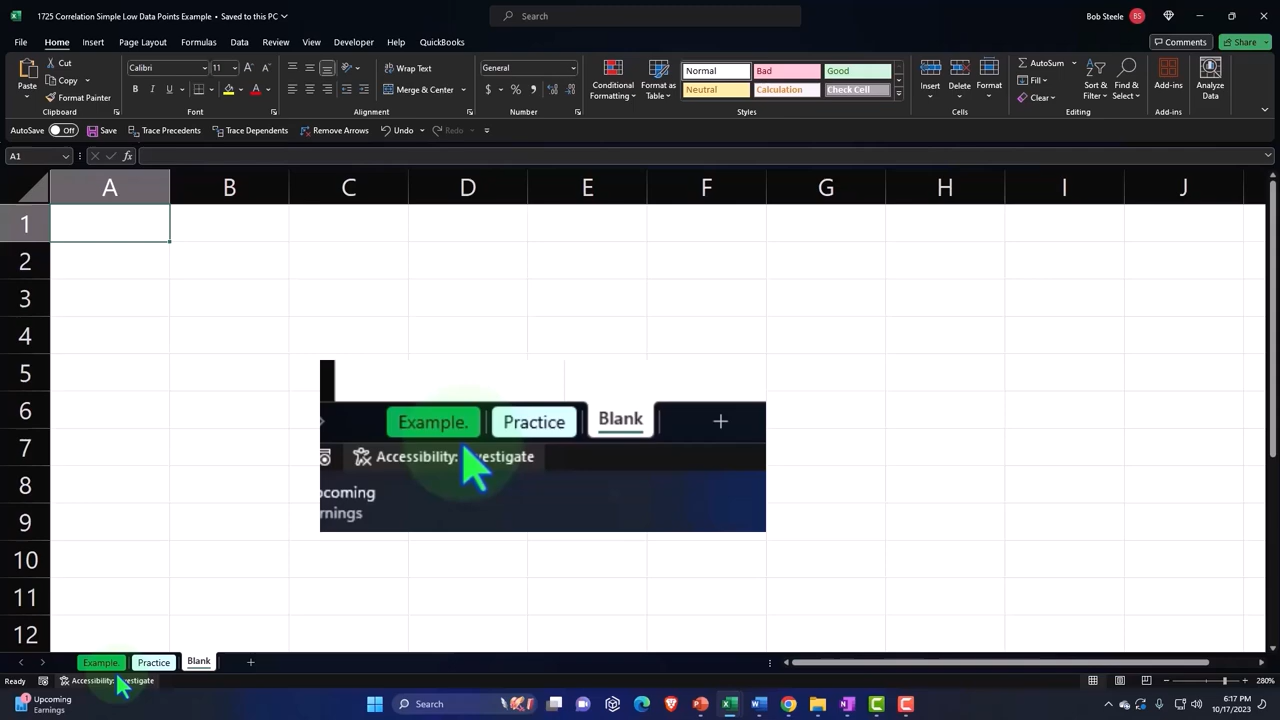 1725 Correlation Simple Low Data Points Example • Saved to this PC
Search
Bob Steele BS
File Home Insert Page Layout Formulas Data Review View Developer Help QuickBooks
Comments Share
Paste
Cut
Copy
Format Painter
Clipboard
Calibri 11
B I U
Font
Wrap Text
Merge & Center
Alignment
General
$ % ,
Number
Conditional Formatting
Format as Table
Normal Bad Good
Neutral Calculation Check Cell
Styles
Insert Delete Format
Cells
AutoSum
Fill
Clear
Sort & Filter
Find & Select
Editing
Add-ins
Add-ins
Analyze Data
AutoSave Off Save Trace Precedents Trace Dependents Remove Arrows Undo Redo
A1 fx
A B C D E F G H I J
1
2
3
4
5
6
7
8
9
10
11
12
Example. Practice Blank
Accessibility: vestigate
pcoming
rnings
Example. Practice Blank
Ready Accessibility: Investigate 280%
1
Upcoming
Earnings
Search
6:17 PM
10/17/2023